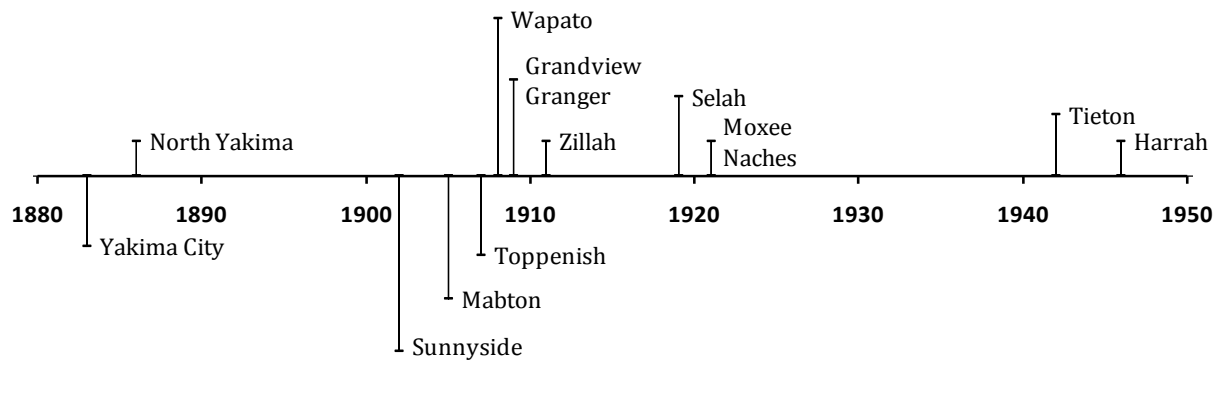 Wapato
Grandview
Granger
Selah
Tieton
Moxee
North Yakima
Zillah
Harrah
Naches
1880 1890 1900 1910 1920 1930 1940 1950
Yakima City
Toppenish
Mabton
Sunnyside